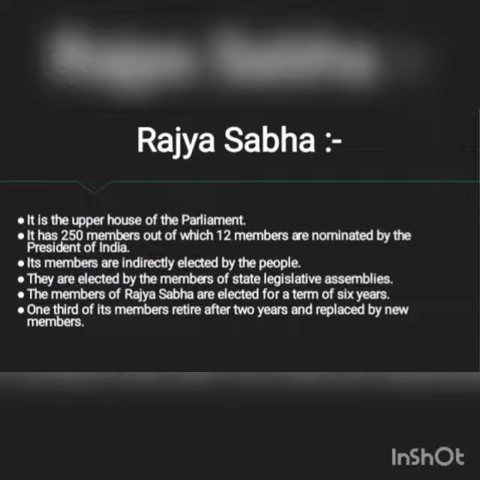 Rajya Sabha :-
● It is the upper house of the Parliament.
● It has 250 members out of which 12 members are nominated by the
President of India.
● Its members are indirectly elected by the people.
● They are elected by the members of state legislative assemblies.
● The members of Rajya Sabha are elected for a term of six years.
● One third of its members retire after two years and replaced by new
members.
InShOt